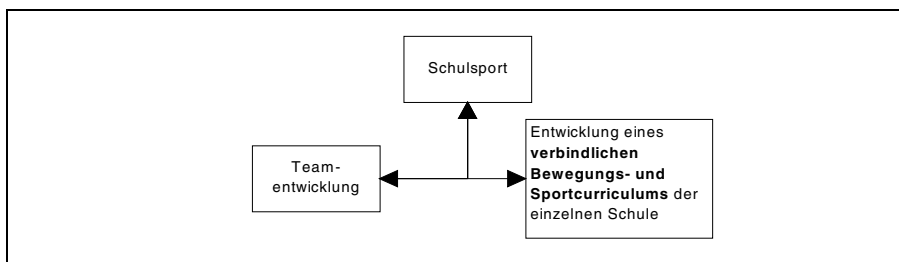 Schulsport
Team-
entwicklung
Entwicklung eines
verbindlichen
Bewegungs- und
Sportcurriculums der
einzelnen Schule